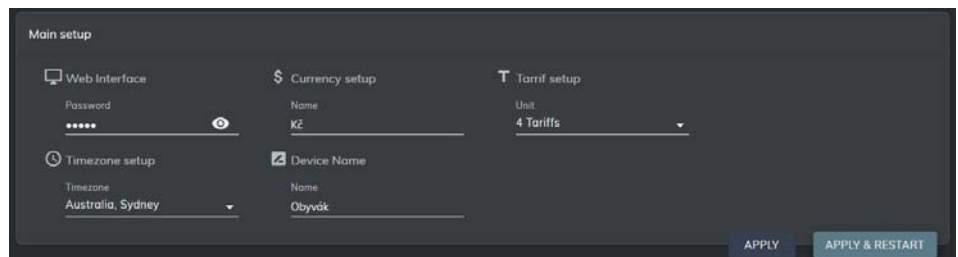 Main setup
Web Interface
Currency setup
Tarrif setup
Password
•••••
Name
Kč
Unit
4 Tariffs
Timezone setup
Device Name
Timezone
Australia, Sydney
Name
Obyvák
APPLY
APPLY & RESTART